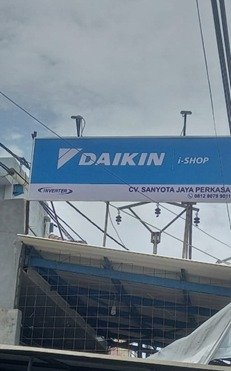 DAIKIN i-SHOP
INVERTER CV. SANYOTA JAYA PERKASA